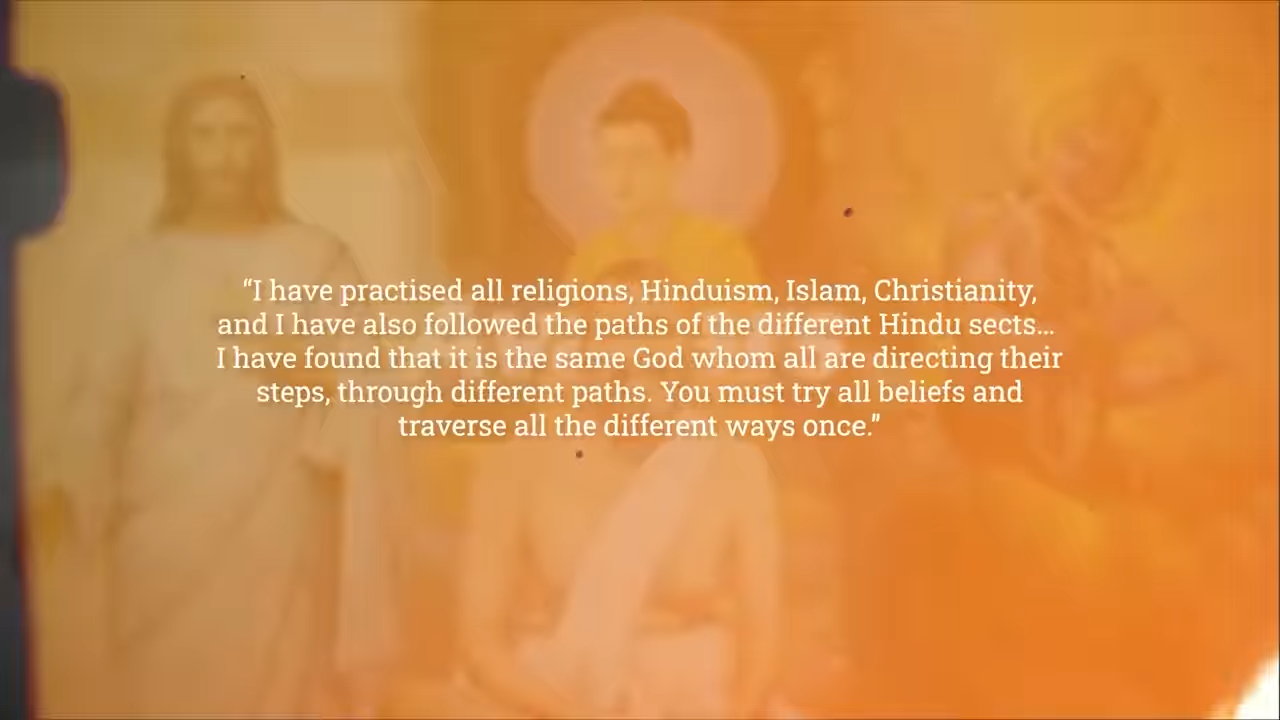 “I have practised all religions, Hinduism, Islam, Christianity,
and I have also followed the paths of the different Hindu sects...
I have found that it is the same God whom all are directing their
steps, through different paths. You must try all beliefs and
traverse all the different ways once.”